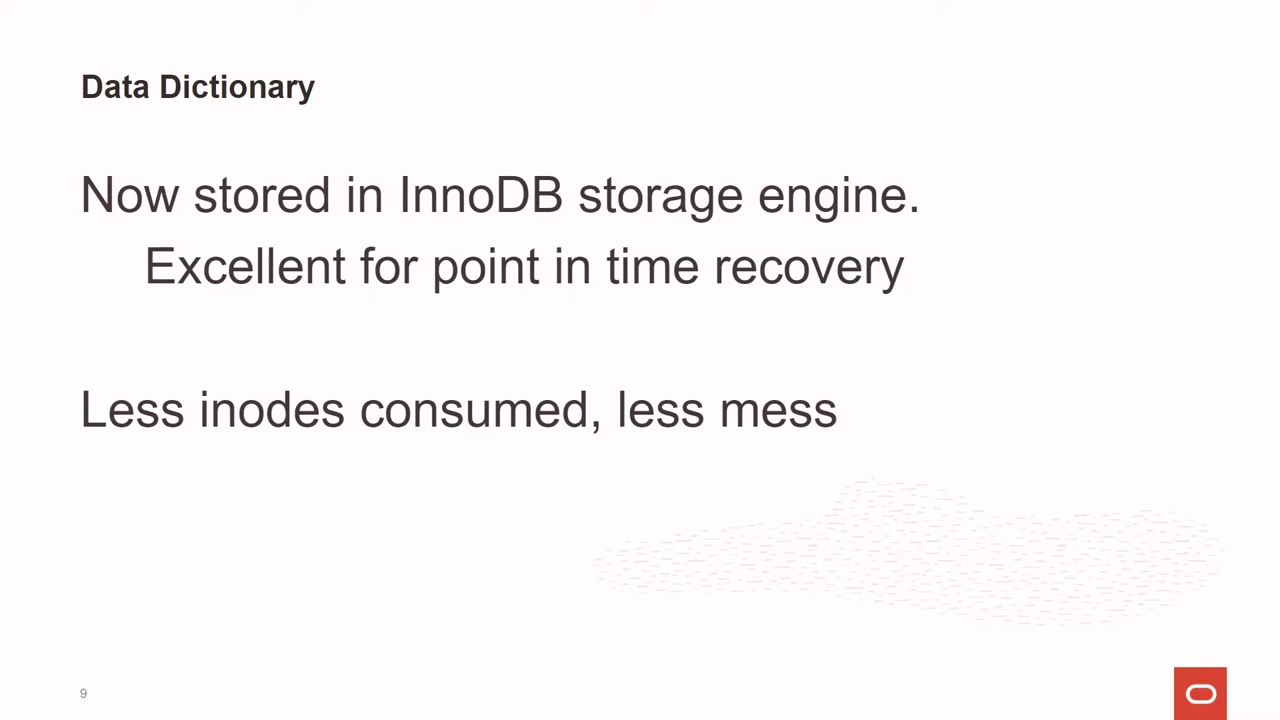 Data Dictionary
Now stored in InnoDB storage engine.
Excellent for point in time recovery
Less inodes consumed, less mess
9